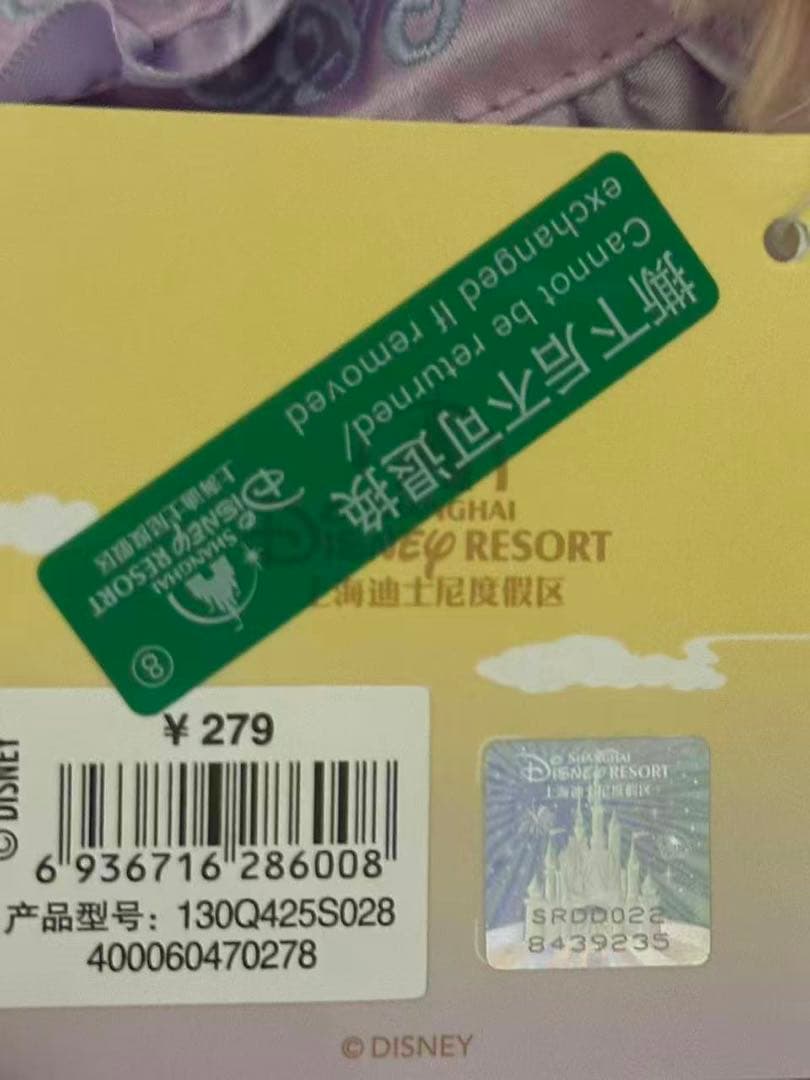 撕下后不可退换
Cannot be returned/
exchanged If removed
SHANGHAI
DISNEY RESORT
上海迪士尼度假区
8
SHANGHAI
DISNEY RESORT
上海迪士尼度假区
¥ 279
© DISNEY
6 936716 286008
产品型号：130Q425S028
400060470278
SHANGHAI
DISNEY RESORT
上海迪士尼度假区
SRDD022
8439235
© DISNEY